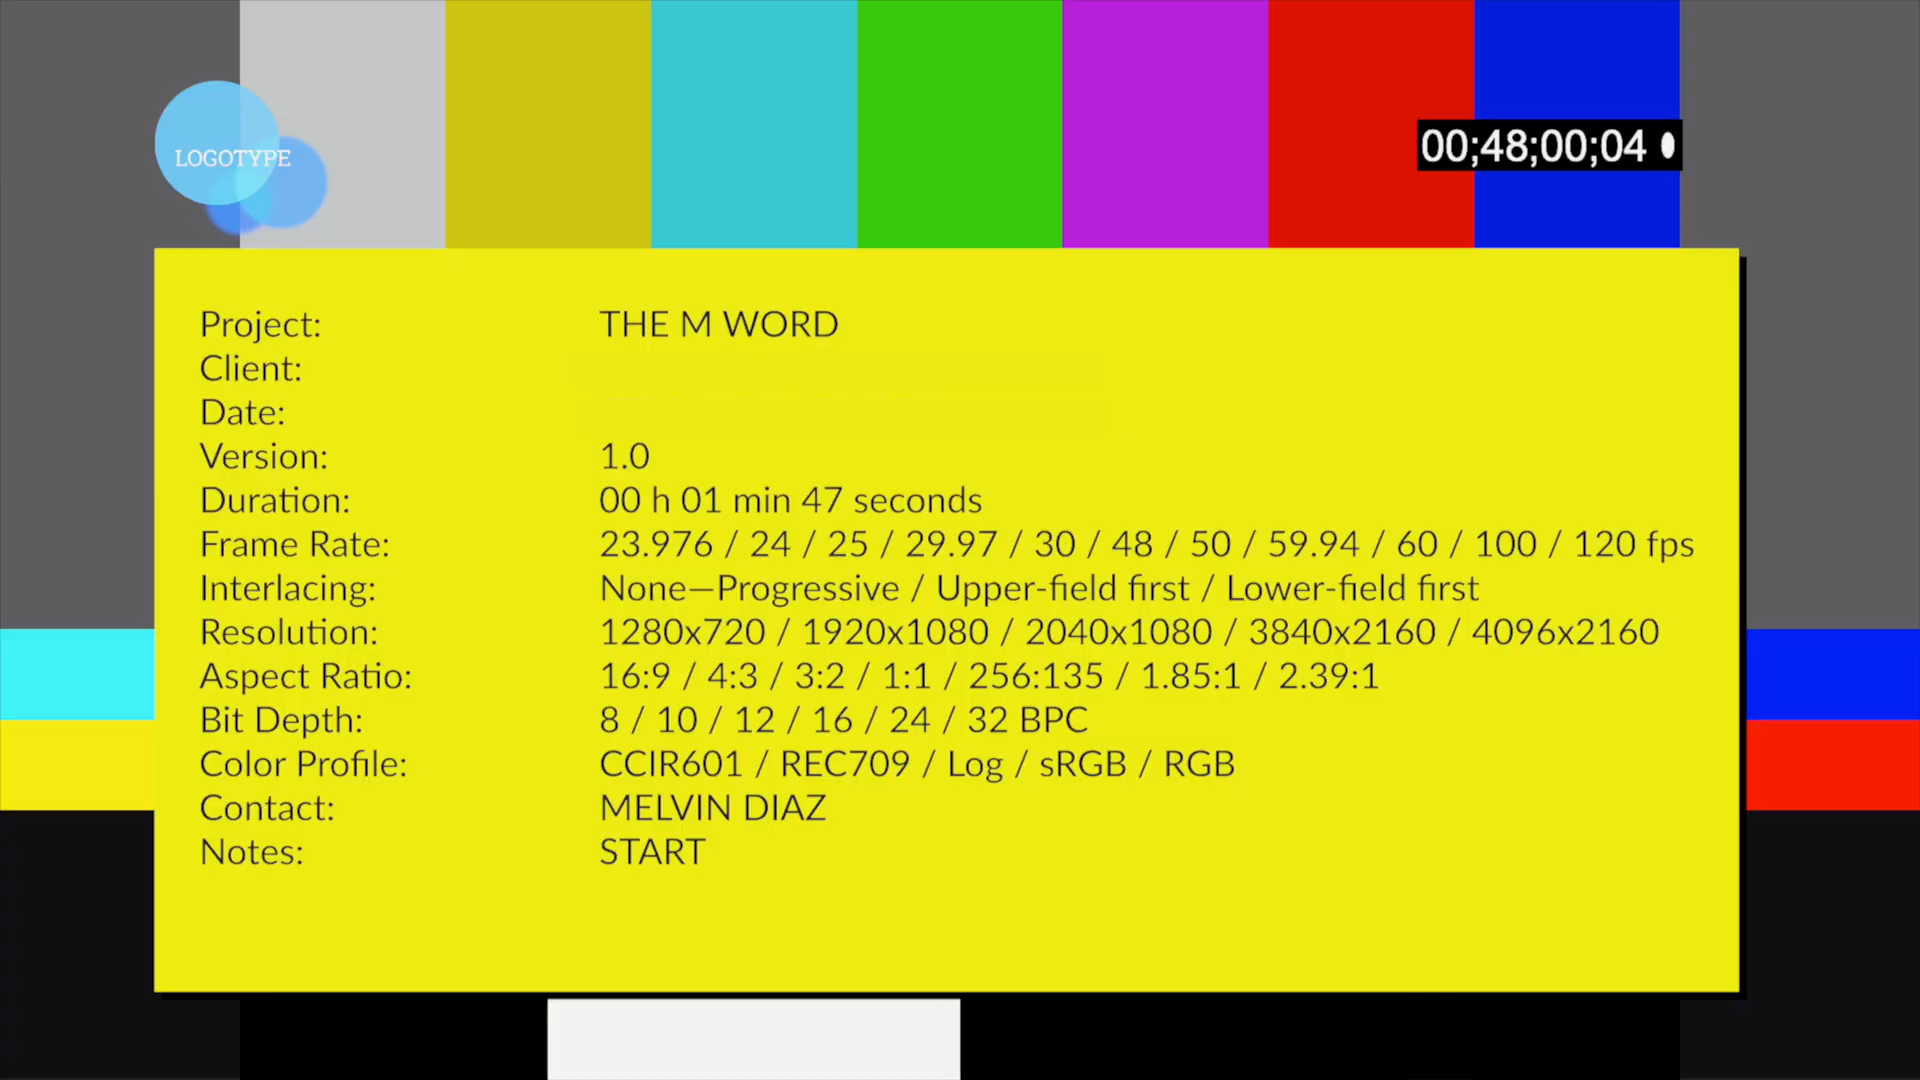 LOGOTYPE
00;48;00;04
Project: THE M WORD
Client:
Date:
Version: 1.0
Duration: 00 h 01 min 47 seconds
Frame Rate: 23.976 / 24 / 25 / 29.97 / 30 / 48 / 50 / 59.94 / 60 / 100 / 120 fps
Interlacing: None—Progressive / Upper-field first / Lower-field first
Resolution: 1280x720 / 1920x1080 / 2040x1080 / 3840x2160 / 4096x2160
Aspect Ratio: 16:9 / 4:3 / 3:2 / 1:1 / 256:135 / 1.85:1 / 2.39:1
Bit Depth: 8 / 10 / 12 / 16 / 24 / 32 BPC
Color Profile: CCIR601 / REC709 / Log / sRGB / RGB
Contact: MELVIN DIAZ
Notes: START